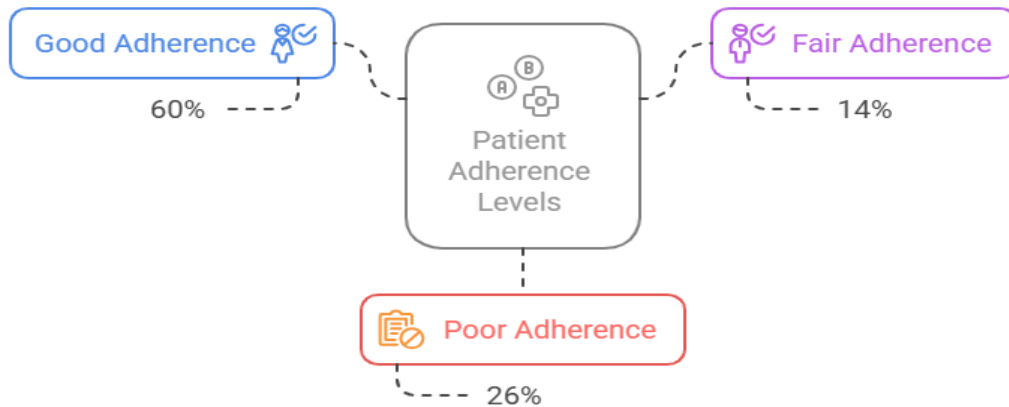 Good Adherence
60%
A
B
Patient
Adherence
Levels
Fair Adherence
14%
Poor Adherence
26%